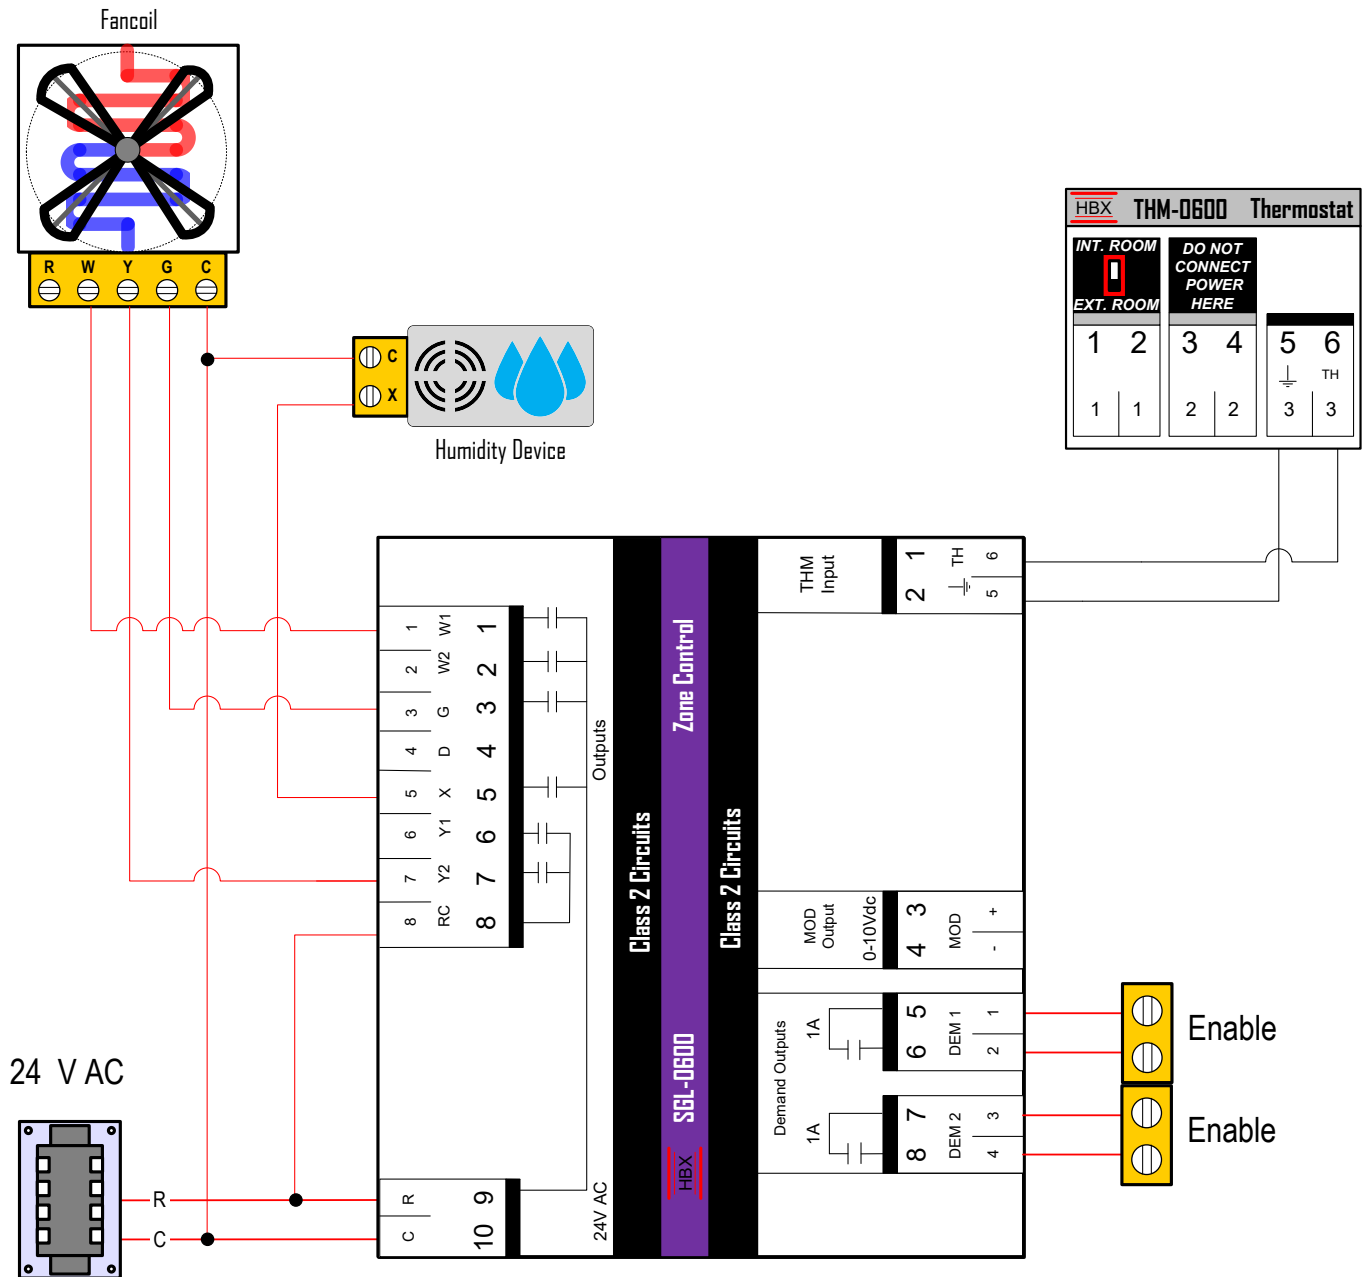 Fancoil
R W Y G C
C
X
Humidity Device
HBX THM-0600 Thermostat
INT. ROOM
EXT. ROOM
DO NOT
CONNECT
POWER
HERE
1 2 3 4 5 6
TH
1 1 2 2 3 3
1 W1 1
2 W2 2
3 G 3
4 D 4
5 X 5
6 Y1 6
7 Y2 7
8 RC 8
Outputs
R 9
C 10
24V AC
Class 2 Circuits
HBX SGL-0600 Zone Control
Class 2 Circuits
THM
Input
1 TH 6
2 5
MOD
Output
0-10Vdc
3 +
4 -
MOD
Demand Outputs
1A
5 1
6 2
DEM 1
1A
7 3
8 4
DEM 2
Enable
Enable
24 V AC
R
C